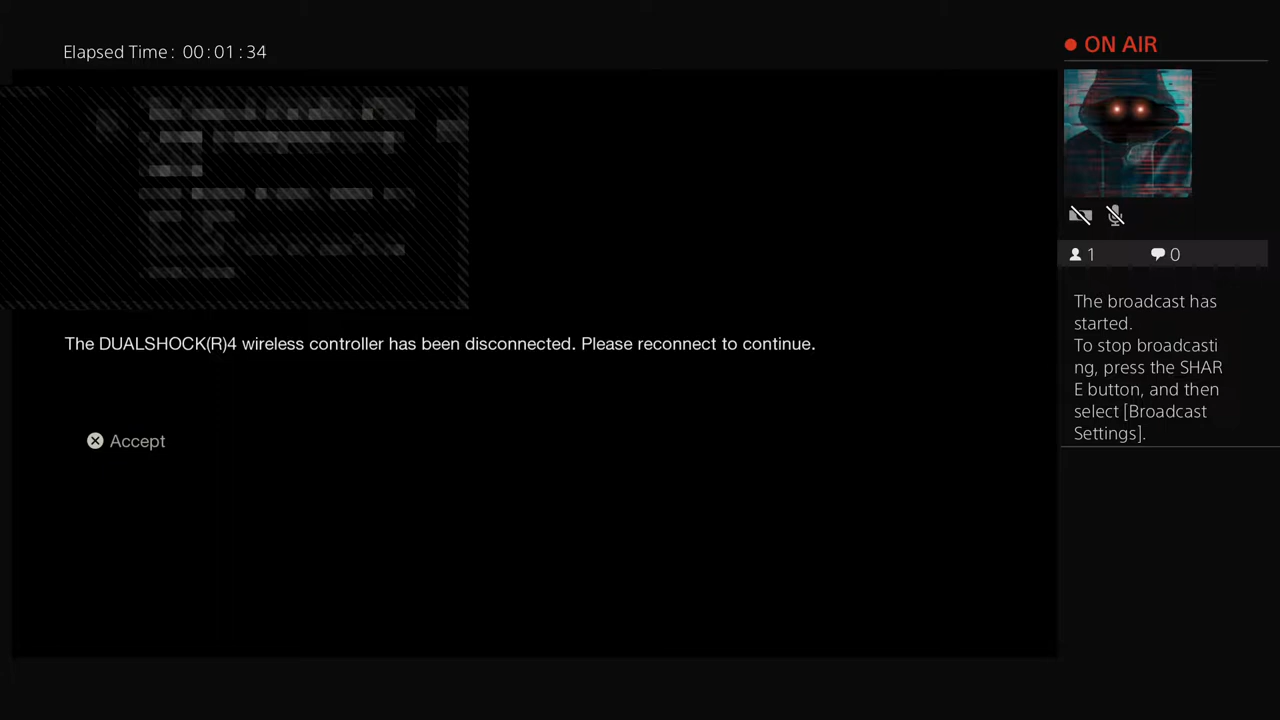 Elapsed Time: 00:01:34
ON AIR
1 0
The broadcast has
started.
To stop broadcasti
ng, press the SHAR
E button, and then
select [Broadcast
Settings].
The DUALSHOCK(R)4 wireless controller has been disconnected. Please reconnect to continue.
Accept